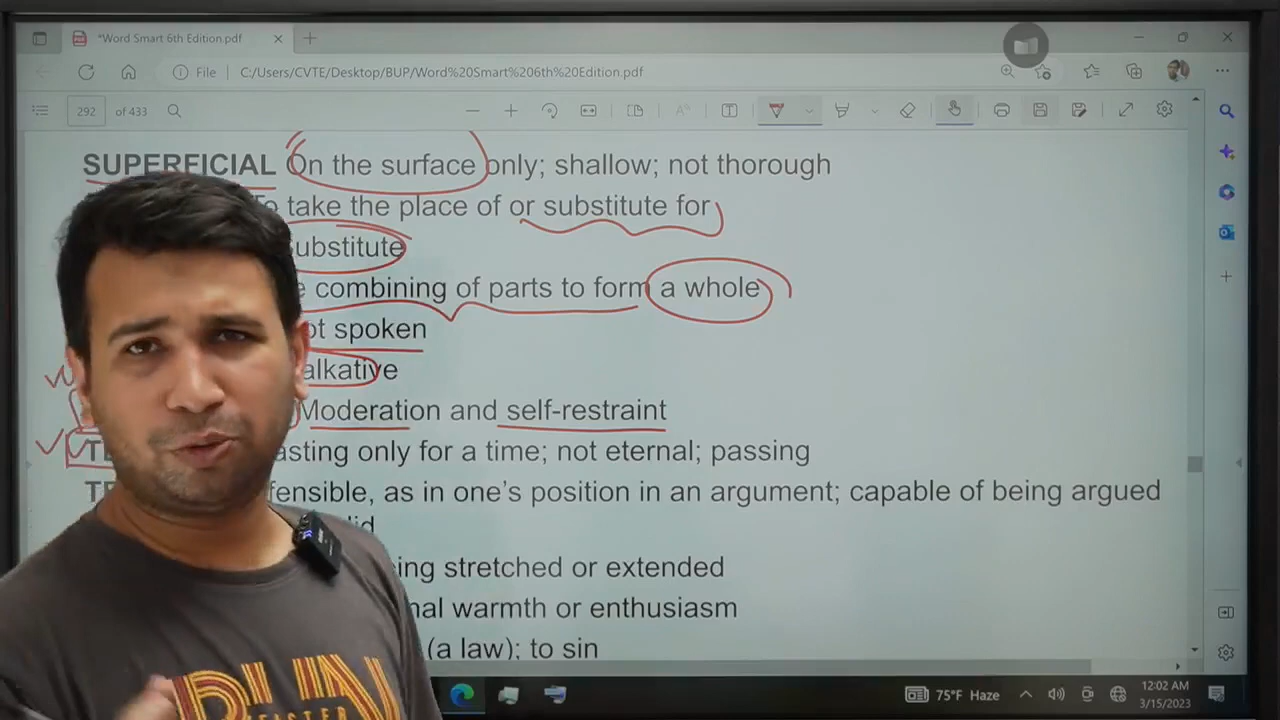 *Word Smart 6th Edition.pdf
File C:/Users/CVTE/Desktop/BUP/Word%20Smart%206th%20Edition.pdf
292 of 433
SUPERFICIAL On the surface only; shallow; not thorough
take the place of or substitute for
ubstitute
combining of parts to form a whole
ot spoken
alkative
Moderation and self-restraint
asting only for a time; not eternal; passing
fensible, as in one's position in an argument; capable of being argued
lid
ing stretched or extended
nal warmth or enthusiasm
(a law); to sin
RUN
75°F Haze
12:02 AM
3/15/2023